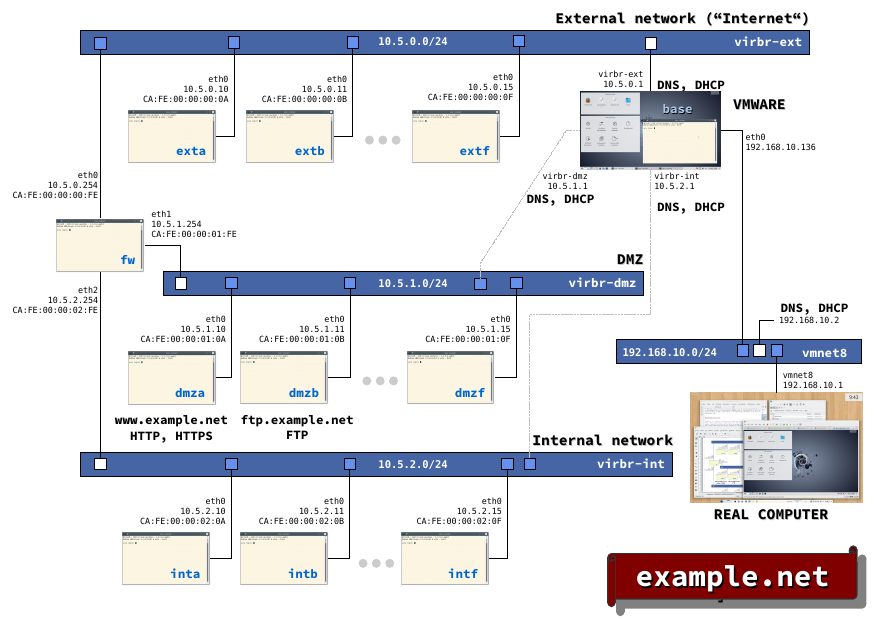 External network (“Internet“)
10.5.0.0/24
virbr-ext
eth0
10.5.0.10
CA:FE:00:00:00:0A
exta
eth0
10.5.0.11
CA:FE:00:00:00:0B
extb
eth0
10.5.0.15
CA:FE:00:00:00:0F
extf
virbr-ext
10.5.0.1
DNS, DHCP
base
VMWARE
eth0
192.168.10.136
virbr-dmz
10.5.1.1
DNS, DHCP
virbr-int
10.5.2.1
DNS, DHCP
eth0
10.5.0.254
CA:FE:00:00:00:FE
eth1
10.5.1.254
CA:FE:00:00:01:FE
fw
eth2
10.5.2.254
CA:FE:00:00:02:FE
DMZ
10.5.1.0/24
virbr-dmz
eth0
10.5.1.10
CA:FE:00:00:01:0A
dmza
www.example.net
HTTP, HTTPS
eth0
10.5.1.11
CA:FE:00:00:01:0B
dmzb
ftp.example.net
FTP
eth0
10.5.1.15
CA:FE:00:00:01:0F
dmzf
DNS, DHCP
192.168.10.2
192.168.10.0/24
vmnet8
vmnet8
192.168.10.1
9:43
REAL COMPUTER
Internal network
10.5.2.0/24
virbr-int
eth0
10.5.2.10
CA:FE:00:00:02:0A
inta
eth0
10.5.2.11
CA:FE:00:00:02:0B
intb
eth0
10.5.2.15
CA:FE:00:00:02:0F
intf
example.net